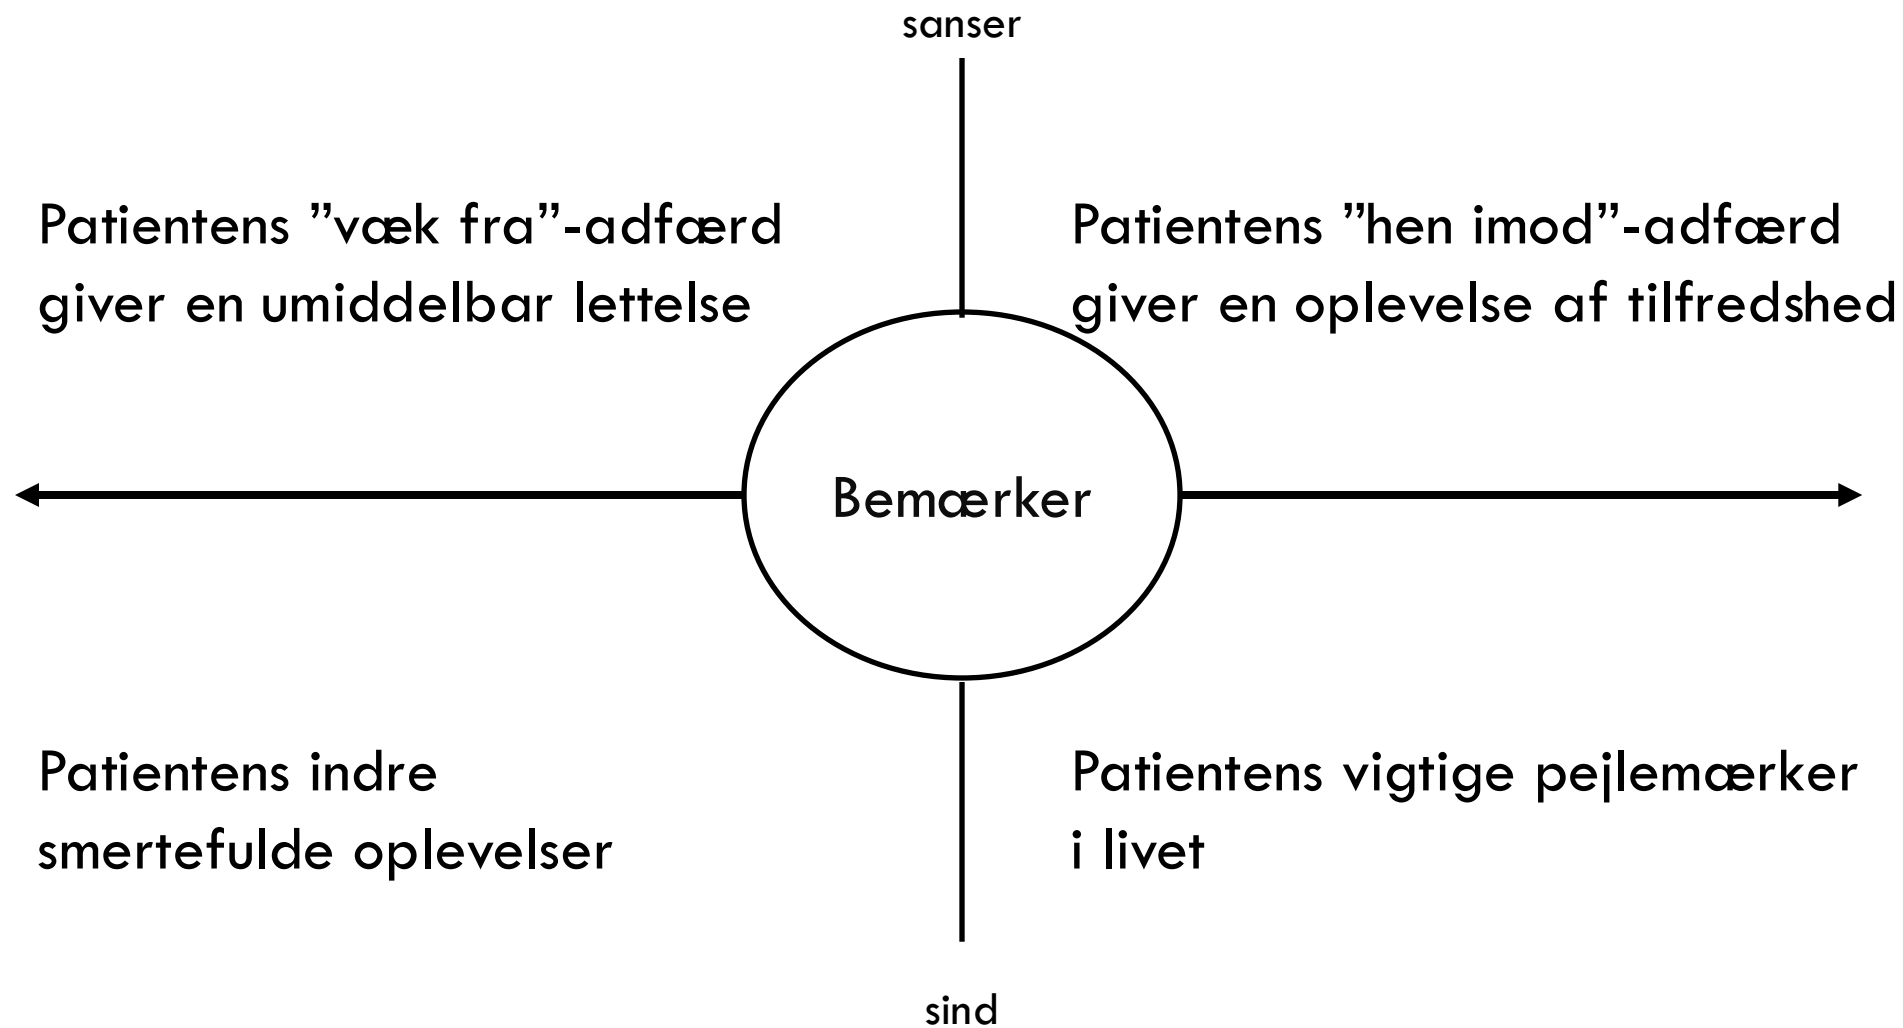 sanser
Patientens ”væk fra”-adfærd
giver en umiddelbar lettelse
Patientens ”hen imod”-adfærd
giver en oplevelse af tilfredshed
Bemærker
Patientens indre
smertefulde oplevelser
Patientens vigtige pejlemærker
i livet
sind